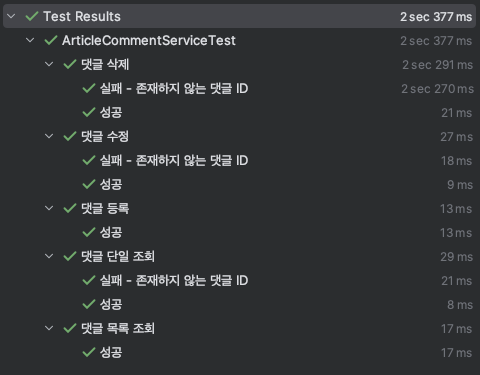 Test Results 2 sec 377 ms
ArticleCommentServiceTest 2 sec 377 ms
댓글 삭제 2 sec 291 ms
실패 - 존재하지 않는 댓글 ID 2 sec 270 ms
성공 21 ms
댓글 수정 27 ms
실패 - 존재하지 않는 댓글 ID 18 ms
성공 9 ms
댓글 등록 13 ms
성공 13 ms
댓글 단일 조회 29 ms
실패 - 존재하지 않는 댓글 ID 21 ms
성공 8 ms
댓글 목록 조회 17 ms
성공 17 ms